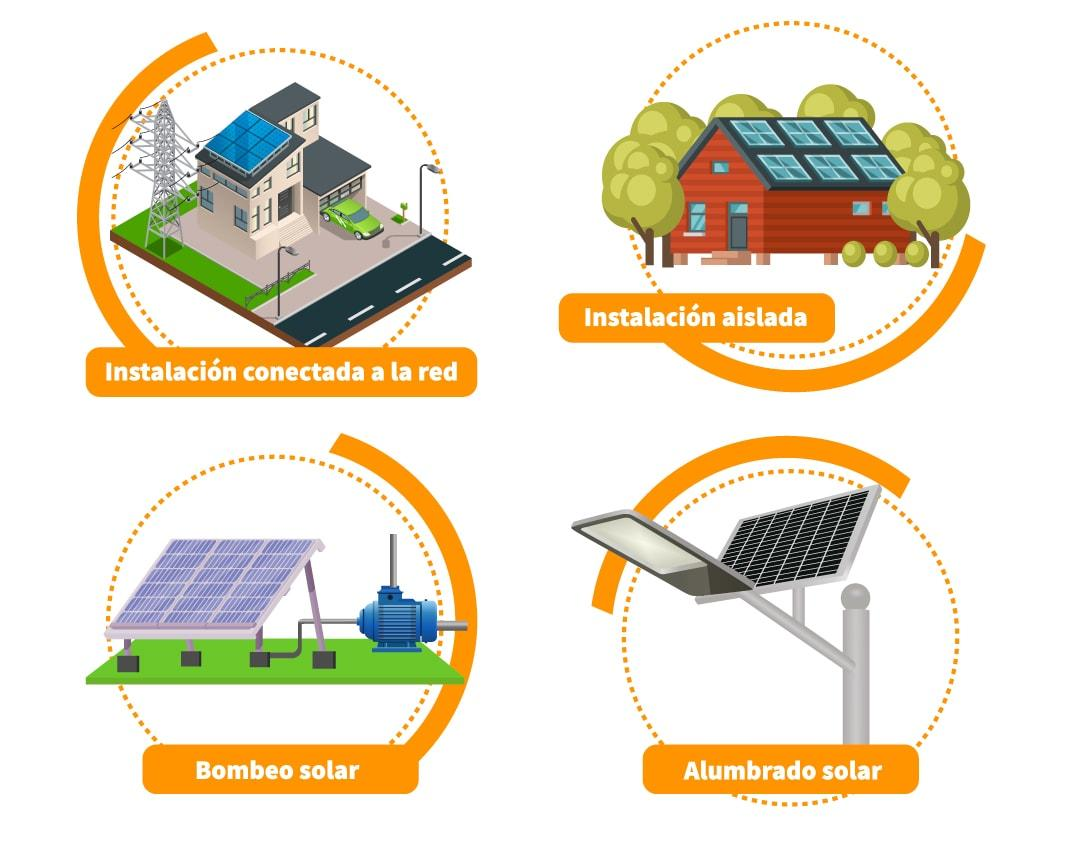 Instalación conectada a la red
Instalación aislada
Bombeo solar
Alumbrado solar